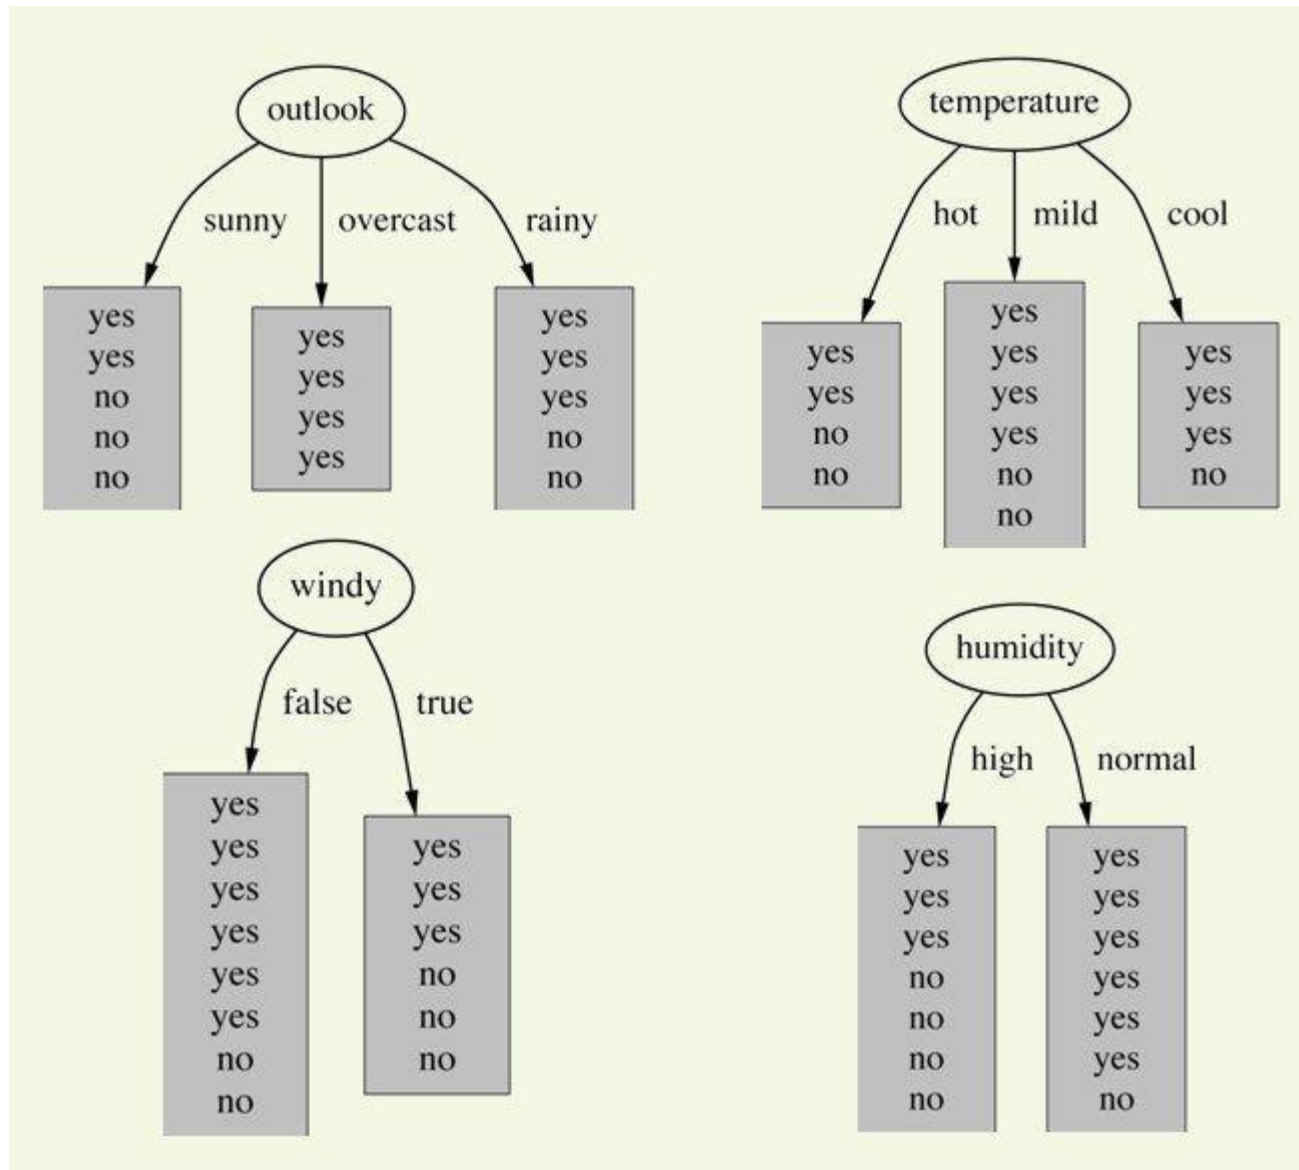 outlook
sunny overcast rainy
yes
yes
no
no
no
yes
yes
yes
yes
yes
yes
yes
no
no
temperature
hot mild cool
yes
yes
no
no
yes
yes
yes
yes
no
no
yes
yes
yes
no
windy
false true
yes
yes
yes
yes
yes
yes
no
no
yes
yes
yes
no
no
no
humidity
high normal
yes
yes
yes
no
no
no
no
yes
yes
yes
yes
yes
yes
no